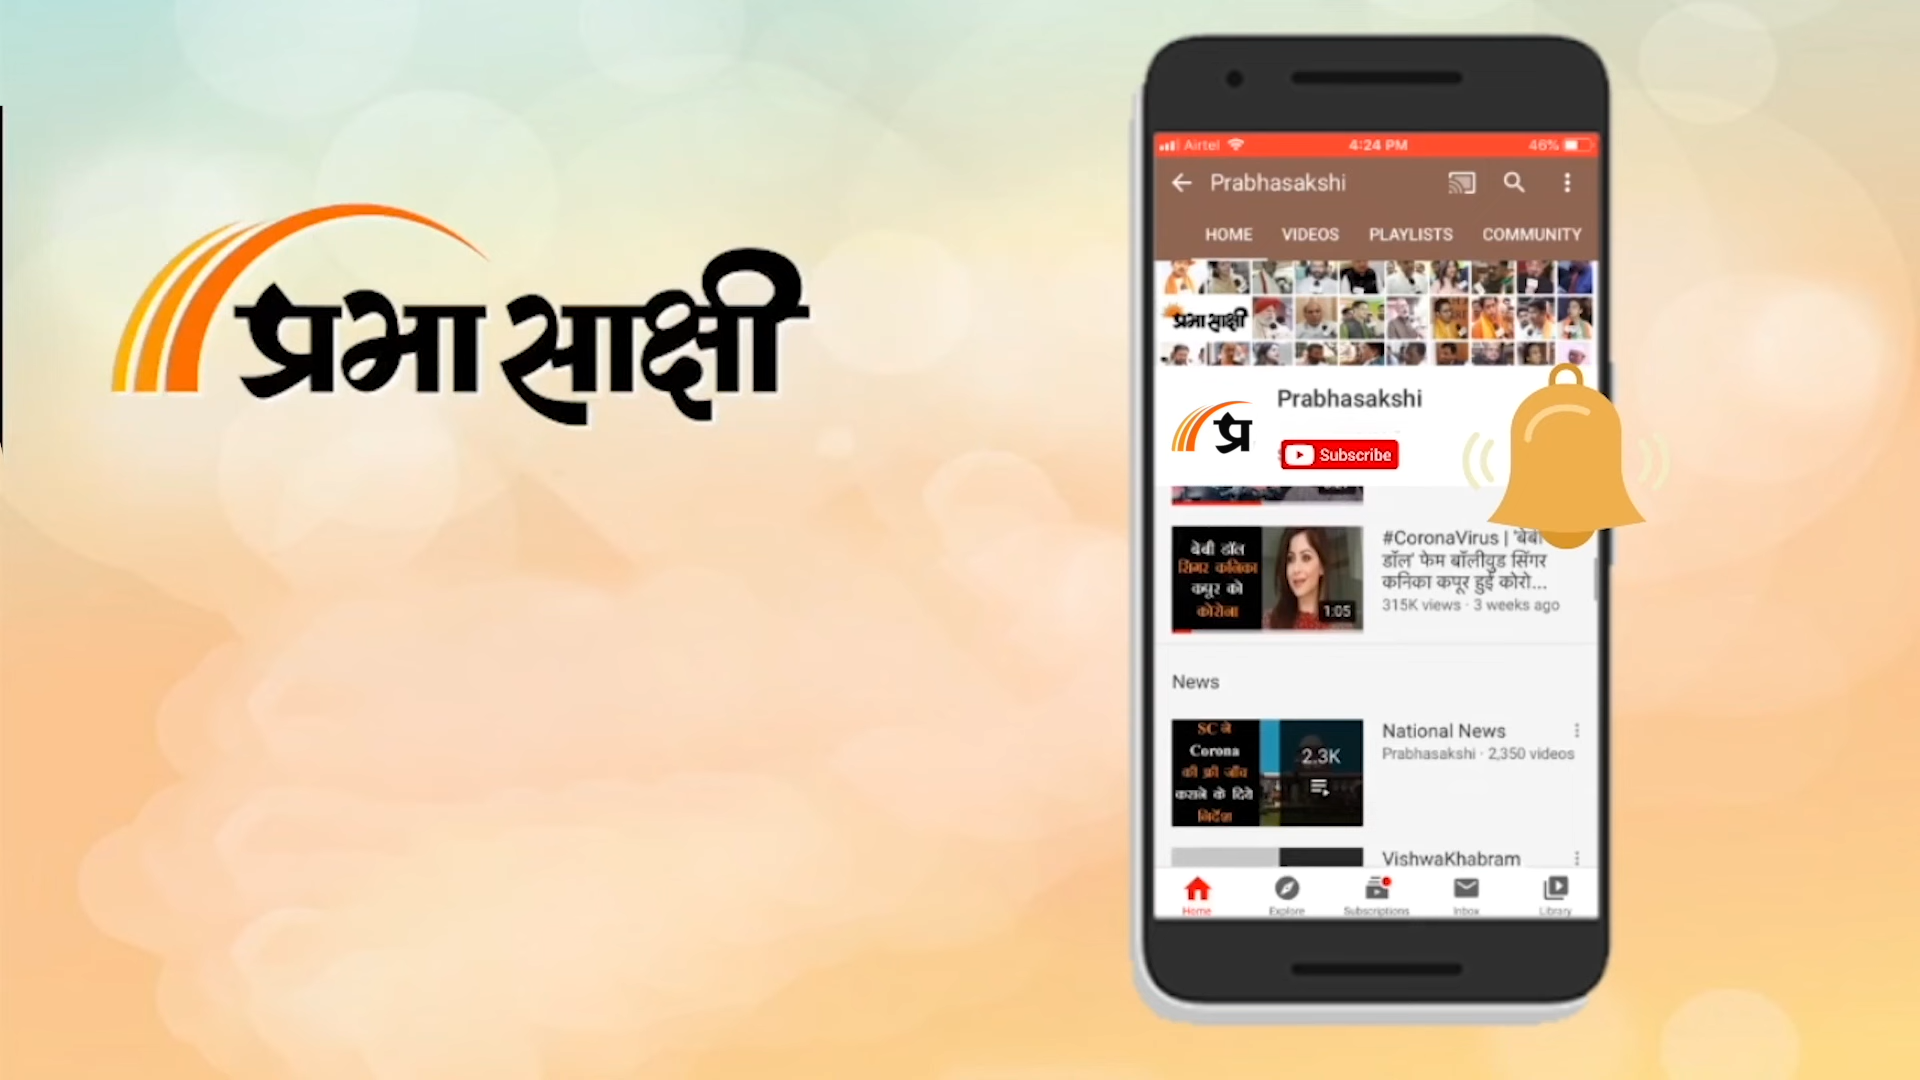 प्रभासाक्षी
Airtel 4:24 PM 46%
Prabhasakshi
HOME VIDEOS PLAYLISTS COMMUNITY
प्रभासाक्षी
Prabhasakshi
प्र
Subscribe
बेबी डॉल
सिंगर कनिका
कपूर को
कोरोना
1:05
#CoronaVirus | 'बेबी
डॉल' फेम बॉलीवुड सिंगर
कनिका कपूर हुईं कोरो...
315K views · 3 weeks ago
News
SC ने
Corona
की फ्री जाँच
कराने के दिये
निर्देश
2.3K
National News
Prabhasakshi · 2,350 videos
VishwaKhabram
Home Explore Subscriptions Inbox Library